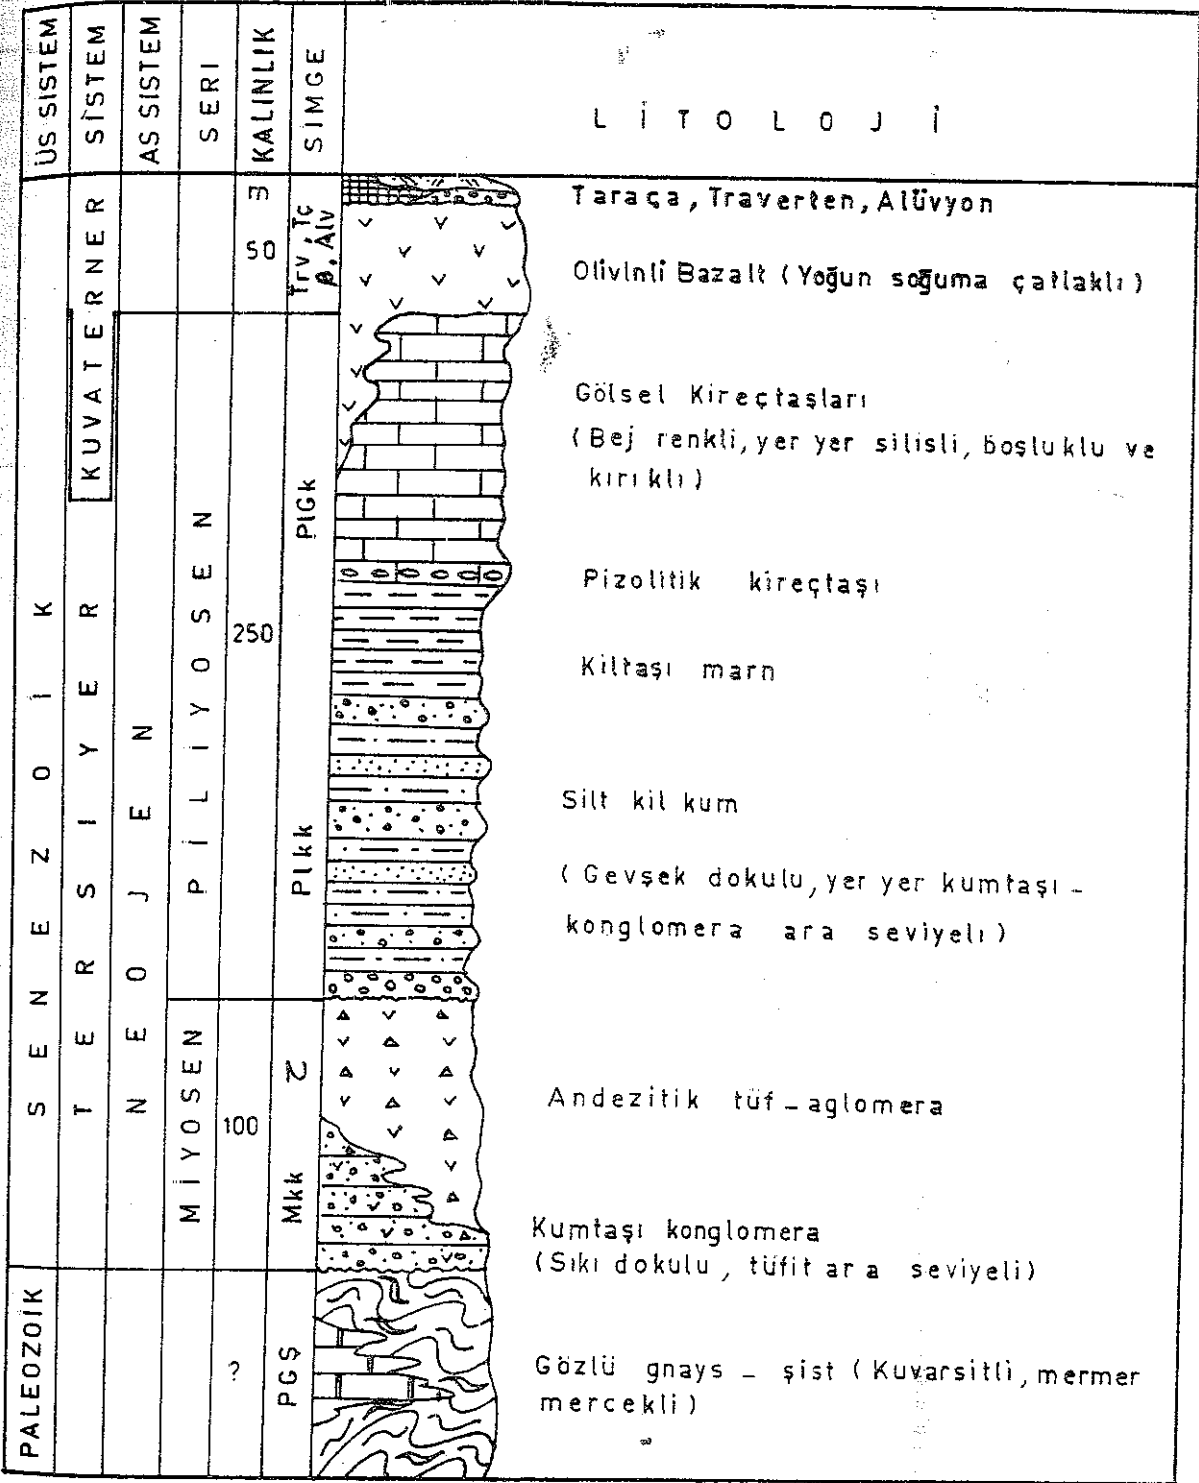 ÜS SİSTEM
SİSTEM
AS SİSTEM
SERI
KALINLIK
SİMGE
LİTOLOJİ
SENEZOİK
KUVATERNER
TERSIYER
NEOJEN
PİLİYOSEN
MİYOSEN
PALEOZOİK
m
50
250
100
?
Trv, Tç
β, Alv
PlGk
Plkk
Mkk
PGŞ
Taraça, Traverten, Alüvyon
Olivinli Bazalt (Yoğun soğuma çatlaklı)
Gölsel Kireçtaşları
(Bej renkli, yer yer silisli, boşluklu ve
kırıklı)
Pizolitik kireçtaşı
Kiltaşı marn
Silt kil kum
(Gevşek dokulu, yer yer kumtaşı -
konglomera ara seviyeli)
Andezitik tüf - aglomera
Kumtaşı konglomera
(Sıkı dokulu, tüfit ara seviyeli)
Gözlü gnays - şist (Kuvarsitli, mermer
mercekli)